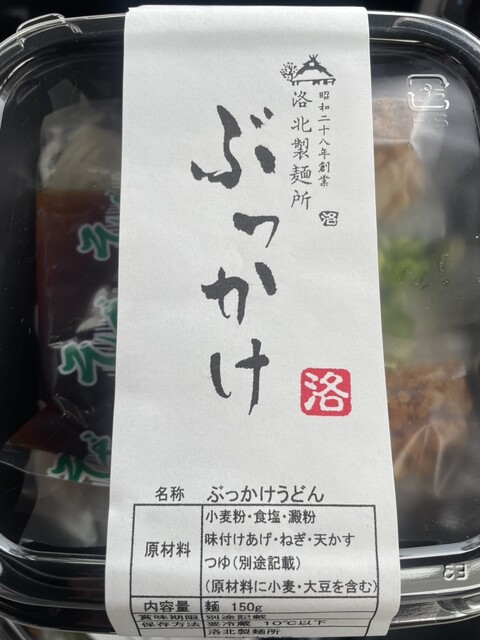 昭和二十八年創業
洛北製麺所
洛
ぶっかけ
洛
名称 ぶっかけうどん
原材料
小麦粉・食塩・澱粉
味付けあげ・ねぎ・天かす
つゆ(別途記載)
(原材料に小麦・大豆を含む)
内容量 麺 150g
賞味期限 別途記載
保存方法 要冷蔵 10℃以下
洛北製麺所